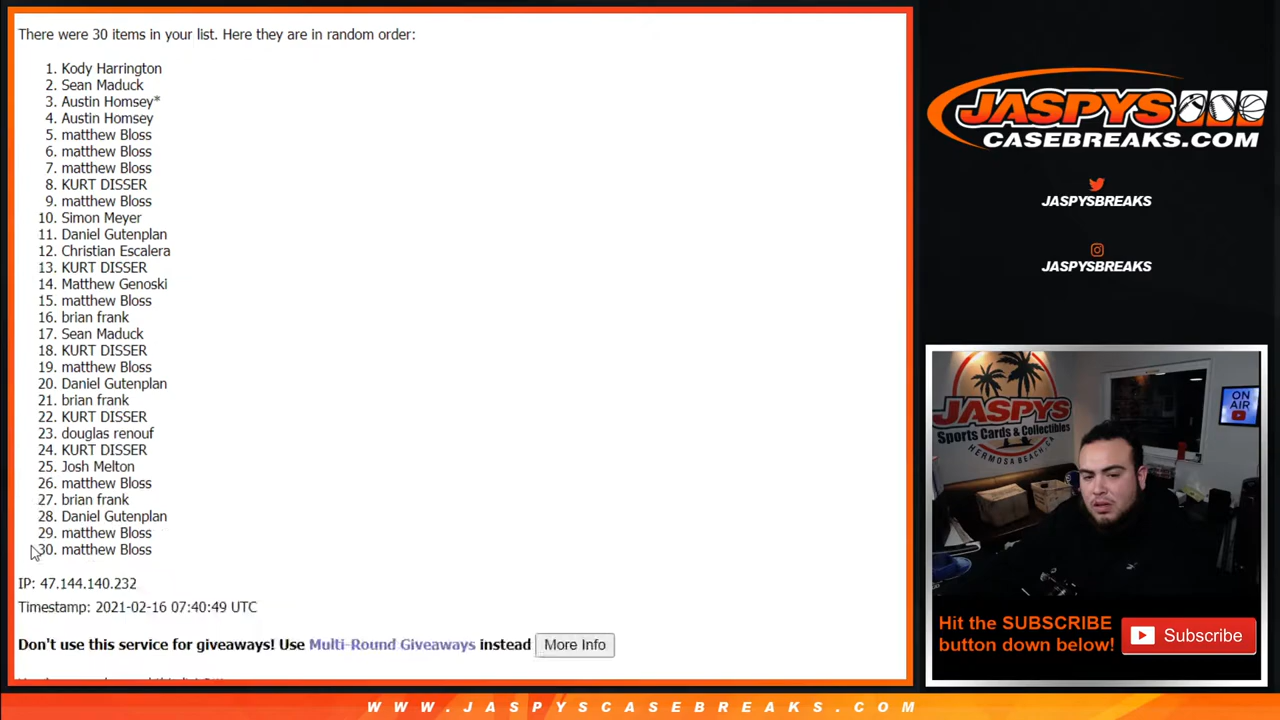 There were 30 items in your list. Here they are in random order:
1. Kody Harrington
2. Sean Maduck
3. Austin Homsey*
4. Austin Homsey
5. matthew Bloss
6. matthew Bloss
7. matthew Bloss
8. KURT DISSER
9. matthew Bloss
10. Simon Meyer
11. Daniel Gutenplan
12. Christian Escalera
13. KURT DISSER
14. Matthew Genoski
15. matthew Bloss
16. brian frank
17. Sean Maduck
18. KURT DISSER
19. matthew Bloss
20. Daniel Gutenplan
21. brian frank
22. KURT DISSER
23. douglas renouf
24. KURT DISSER
25. Josh Melton
26. matthew Bloss
27. brian frank
28. Daniel Gutenplan
29. matthew Bloss
30. matthew Bloss
IP: 47.144.140.232
Timestamp: 2021-02-16 07:40:49 UTC
Don't use this service for giveaways! Use Multi-Round Giveaways instead More Info
JASPYS
CASEBREAKS.COM
JASPYSBREAKS
JASPYSBREAKS
ON
AIR
JASPYS
Sports Cards & Collectibles
HERMOSA BEACH, CA
Hit the SUBSCRIBE
button down below!
Subscribe
WWW.JASPYSCASEBREAKS.COM